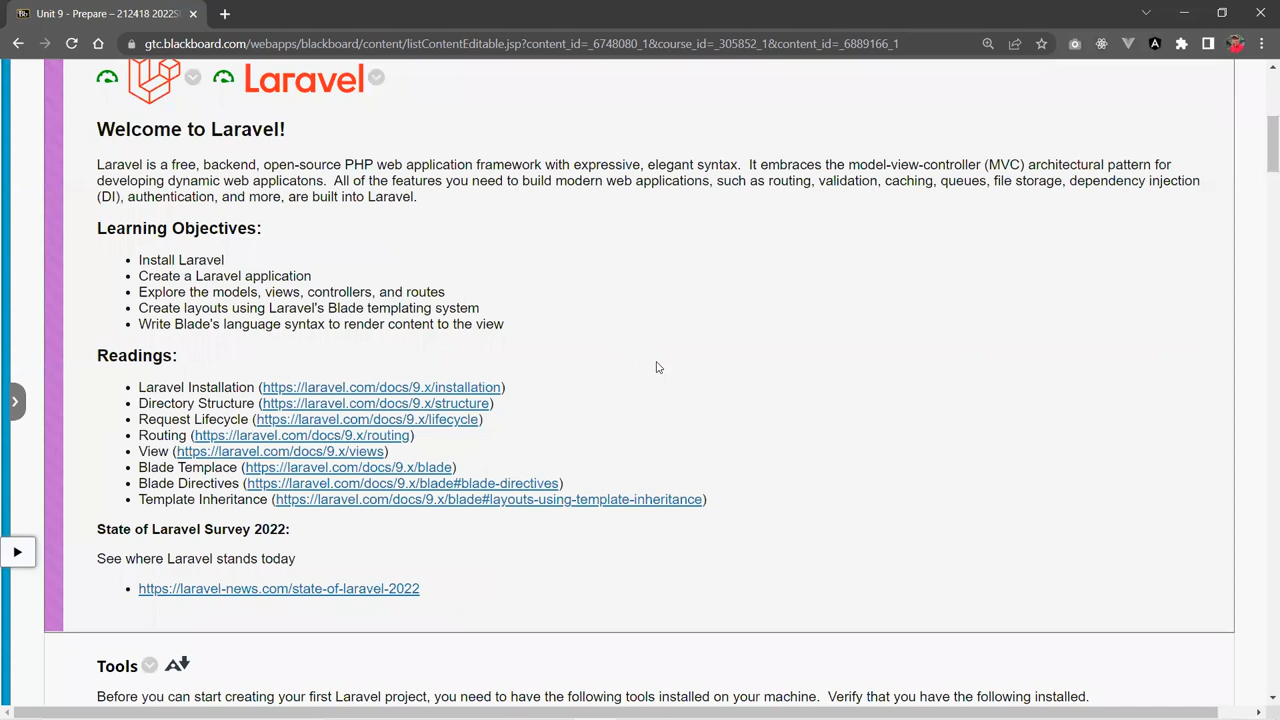 Unit 9 - Prepare – 212418 2022S
gtc.blackboard.com/webapps/blackboard/content/listContentEditable.jsp?content_id=_6748080_1&course_id=_305852_1&content_id=_6889166_1
Laravel
Welcome to Laravel!
Laravel is a free, backend, open-source PHP web application framework with expressive, elegant syntax.  It embraces the model-view-controller (MVC) architectural pattern for
developing dynamic web applicatons.  All of the features you need to build modern web applications, such as routing, validation, caching, queues, file storage, dependency injection
(DI), authentication, and more, are built into Laravel.
Learning Objectives:
• Install Laravel
• Create a Laravel application
• Explore the models, views, controllers, and routes
• Create layouts using Laravel's Blade templating system
• Write Blade's language syntax to render content to the view
Readings:
• Laravel Installation (https://laravel.com/docs/9.x/installation)
• Directory Structure (https://laravel.com/docs/9.x/structure)
• Request Lifecycle (https://laravel.com/docs/9.x/lifecycle)
• Routing (https://laravel.com/docs/9.x/routing)
• View (https://laravel.com/docs/9.x/views)
• Blade Templace (https://laravel.com/docs/9.x/blade)
• Blade Directives (https://laravel.com/docs/9.x/blade#blade-directives)
• Template Inheritance (https://laravel.com/docs/9.x/blade#layouts-using-template-inheritance)
State of Laravel Survey 2022:
See where Laravel stands today
• https://laravel-news.com/state-of-laravel-2022
Tools
Before you can start creating your first Laravel project, you need to have the following tools installed on your machine.  Verify that you have the following installed.